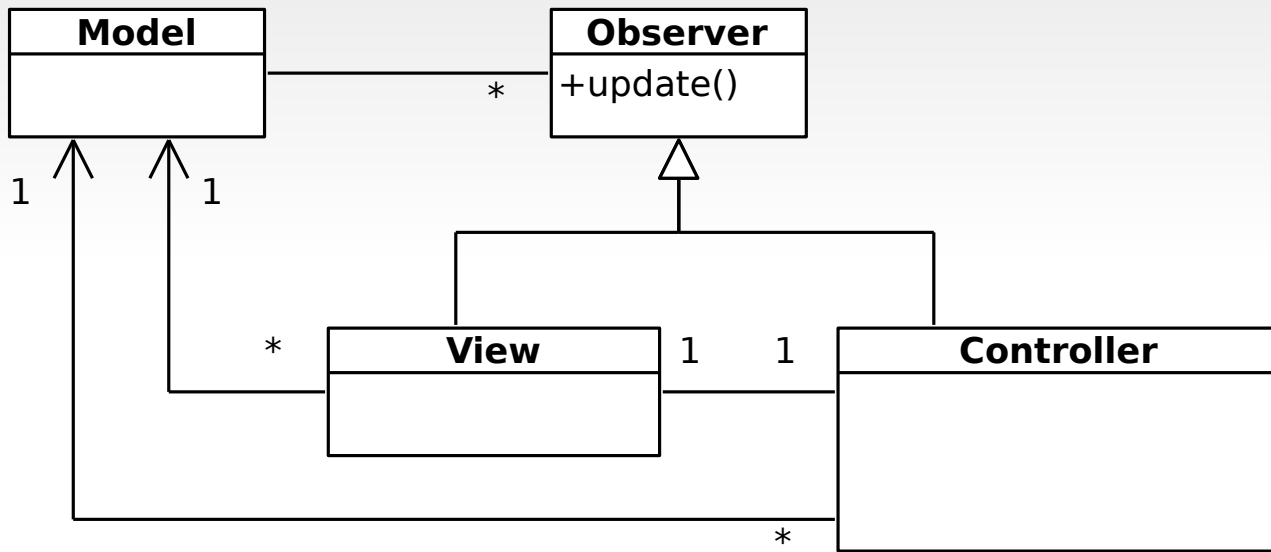 Model
Observer
+update()
*
1
1
*
View
1
1
Controller
*